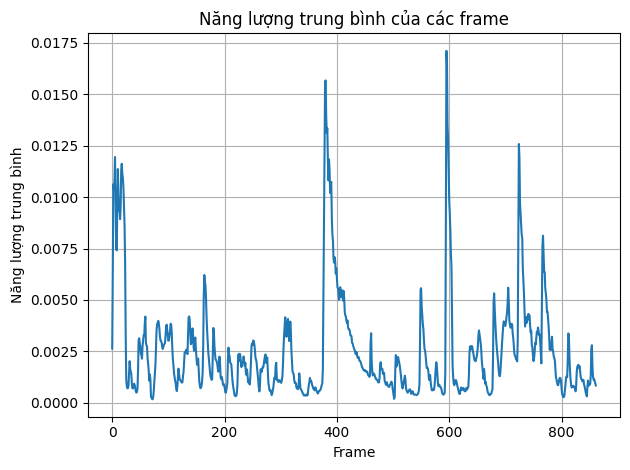 Năng lượng trung bình của các frame
Năng lượng trung bình
0.0175
0.0150
0.0125
0.0100
0.0075
0.0050
0.0025
0.0000
0 200 400 600 800
Frame